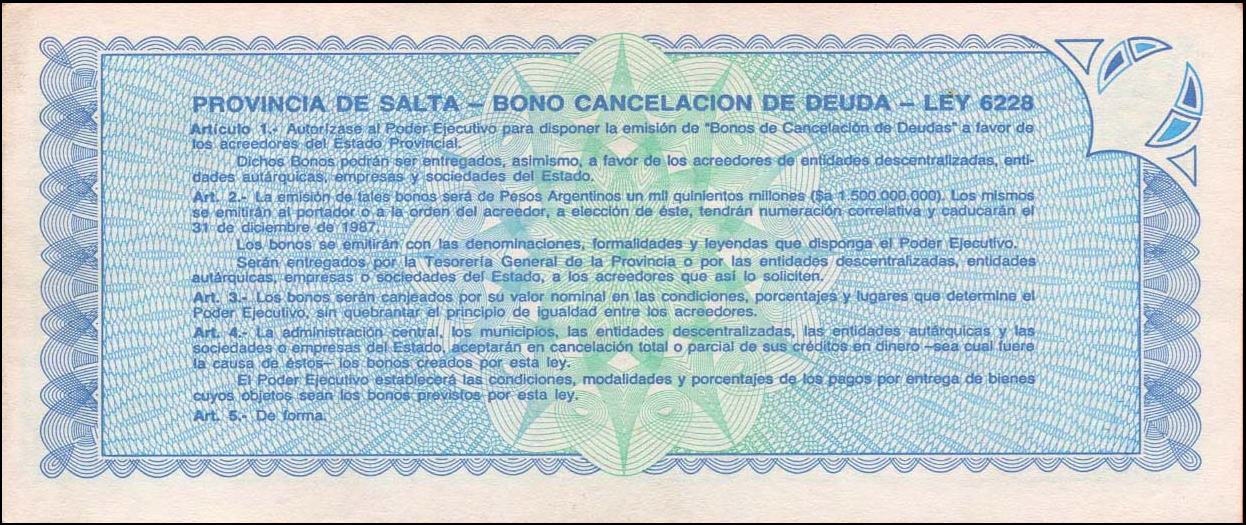 PROVINCIA DE SALTA – BONO CANCELACION DE DEUDA – LEY 6228
Artículo 1.- Autorízase al Poder Ejecutivo para disponer la emisión de "Bonos de Cancelación de Deudas" a favor de
los acreedores del Estado Provincial.
Dichos Bonos podrán ser entregados, asimismo, a favor de los acreedores de entidades descentralizadas, enti-
dades autárquicas, empresas y sociedades del Estado.
Art. 2.- La emisión de tales bonos será de Pesos Argentinos un mil quinientos millones ($a 1.500.000.000). Los mismos
se emitirán al portador o a la orden del acreedor, a elección de éste, tendrán numeración correlativa y caducarán el
31 de diciembre de 1987.
Los bonos se emitirán con las denominaciones, formalidades y leyendas que disponga el Poder Ejecutivo.
Serán entregados por la Tesorería General de la Provincia o por las entidades descentralizadas, entidades
autárquicas, empresas o sociedades del Estado, a los acreedores que así lo soliciten.
Art. 3.- Los bonos serán canjeados por su valor nominal en las condiciones, porcentajes y lugares que determine el
Poder Ejecutivo, sin quebrantar el principio de igualdad entre los acreedores.
Art. 4.- La administración central, los municipios, las entidades descentralizadas, las entidades autárquicas y las
sociedades o empresas del Estado, aceptarán en cancelación total o parcial de sus créditos en dinero –sea cual fuere
la causa de éstos– los bonos creados por esta ley.
El Poder Ejecutivo establecerá las condiciones, modalidades y porcentajes de los pagos por entrega de bienes
cuyos objetos sean los bonos previstos por esta ley.
Art. 5.- De forma.